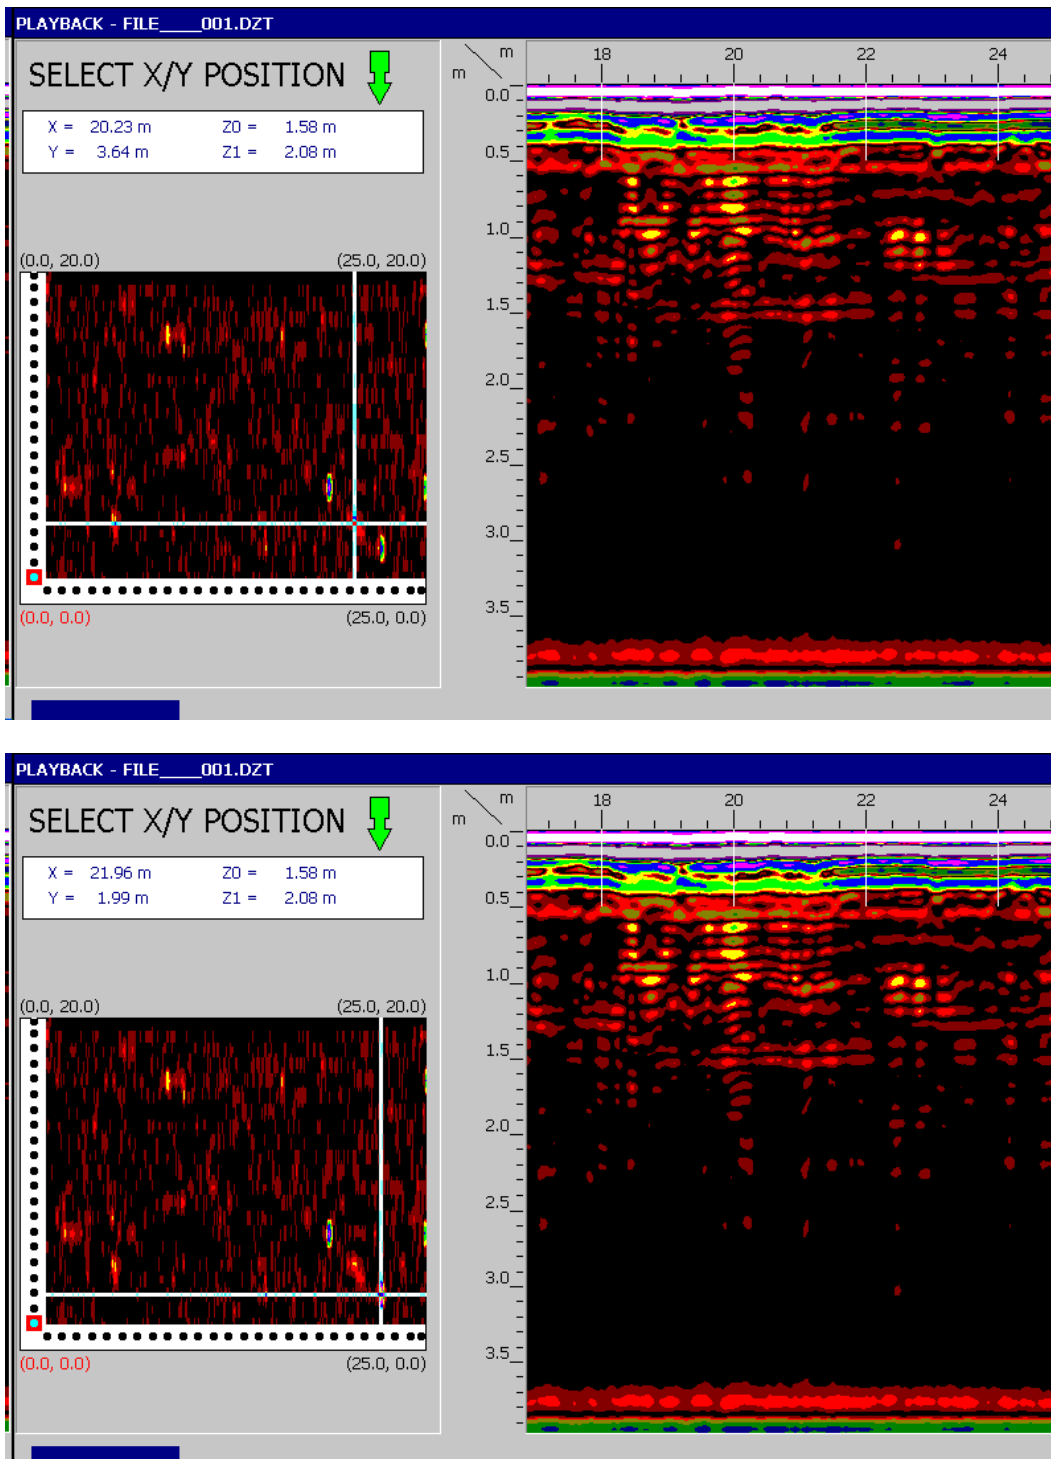 PLAYBACK - FILE____001.DZT
SELECT X/Y POSITION
X = 20.23 m Z0 = 1.58 m
Y = 3.64 m Z1 = 2.08 m
(0.0, 20.0) (25.0, 20.0)
(0.0, 0.0) (25.0, 0.0)
m
m 18 20 22 24
0.0
0.5
1.0
1.5
2.0
2.5
3.0
3.5
PLAYBACK - FILE____001.DZT
SELECT X/Y POSITION
X = 21.96 m Z0 = 1.58 m
Y = 1.99 m Z1 = 2.08 m
(0.0, 20.0) (25.0, 20.0)
(0.0, 0.0) (25.0, 0.0)
m
m 18 20 22 24
0.0
0.5
1.0
1.5
2.0
2.5
3.0
3.5